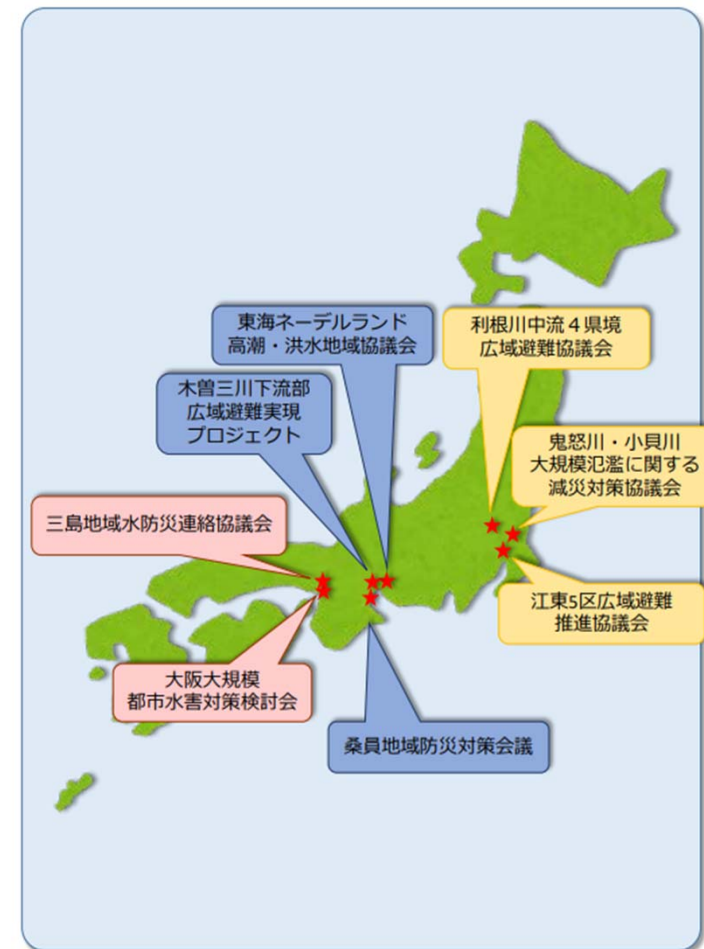 東海ネーデルランド
高潮・洪水地域協議会
利根川中流４県境
広域避難協議会
木曽三川下流部
広域避難実現
プロジェクト
鬼怒川・小貝川
大規模氾濫に関する
減災対策協議会
三島地域水防災連絡協議会
江東5区広域避難
推進協議会
大阪大規模
都市水害対策検討会
桑員地域防災対策会議